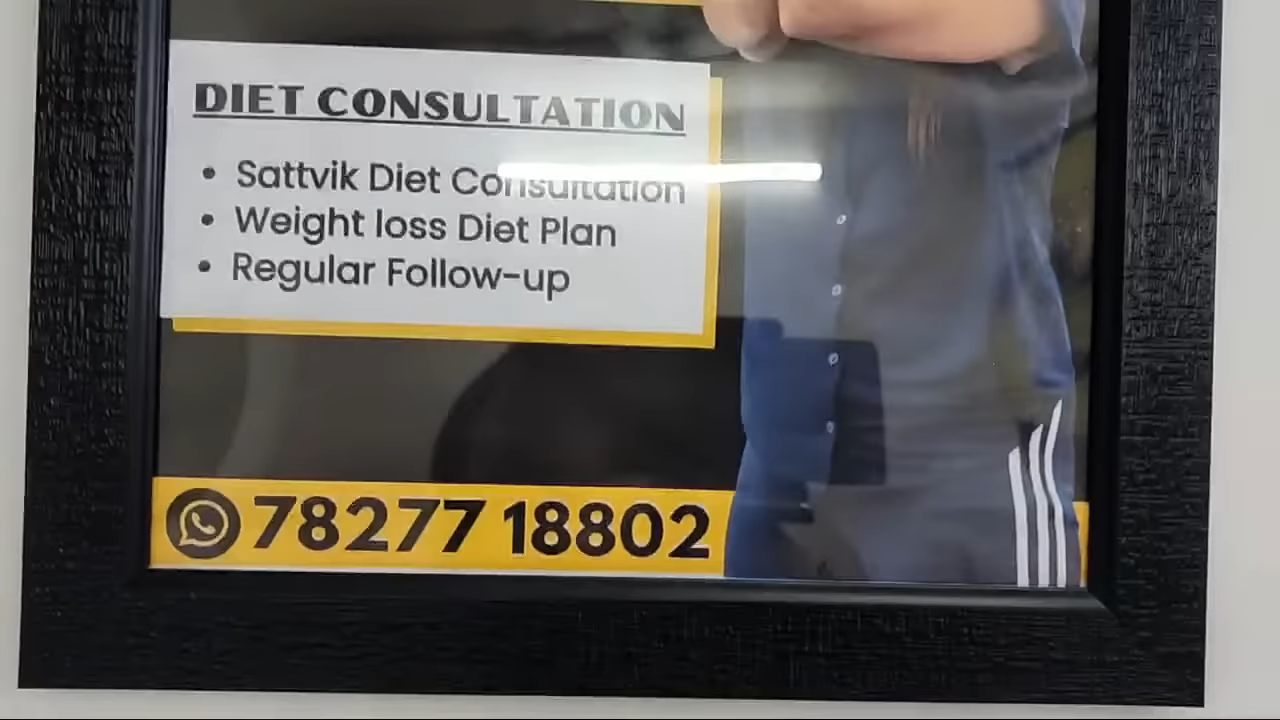 DIET CONSULTATION
• Sattvik Diet Consultation
• Weight loss Diet Plan
• Regular Follow-up
78277 18802